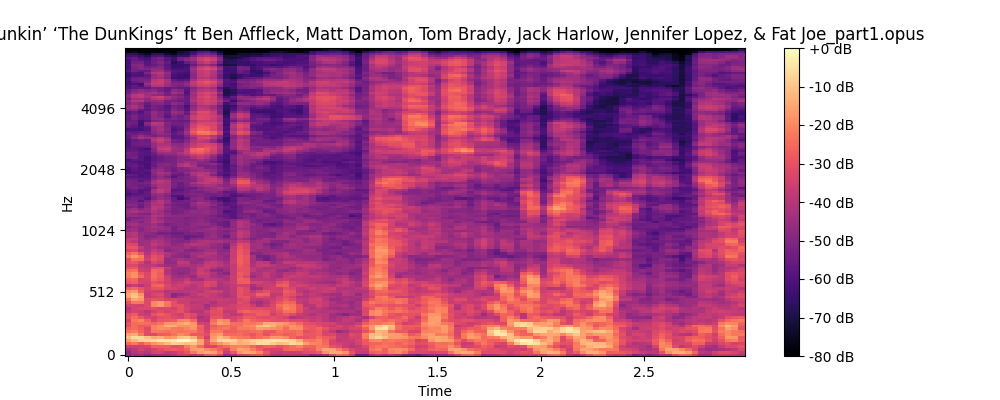 unkin’ ‘The DunKings’ ft Ben Affleck, Matt Damon, Tom Brady, Jack Harlow, Jennifer Lopez, & Fat Joe_part1.opus
+0 dB
-10 dB
-20 dB
-30 dB
-40 dB
-50 dB
-60 dB
-70 dB
-80 dB
4096
2048
1024
512
0
Hz
0
0.5
1
1.5
2
2.5
Time